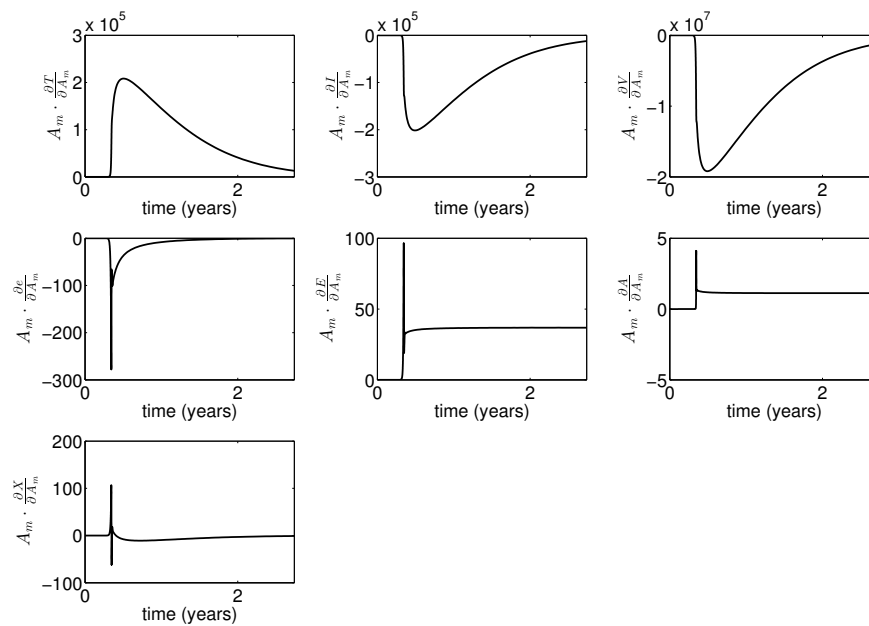 x 10^5
3
2
1
0
A_m · ∂T/∂A_m
0 2
time (years)
x 10^5
0
−1
−2
−3
A_m · ∂I/∂A_m
0 2
time (years)
x 10^7
0
−1
−2
A_m · ∂V/∂A_m
0 2
time (years)
0
−100
−200
−300
A_m · ∂e/∂A_m
0 2
time (years)
100
50
0
A_m · ∂E/∂A_m
0 2
time (years)
5
0
−5
A_m · ∂A/∂A_m
0 2
time (years)
200
100
0
−100
A_m · ∂X/∂A_m
0 2
time (years)